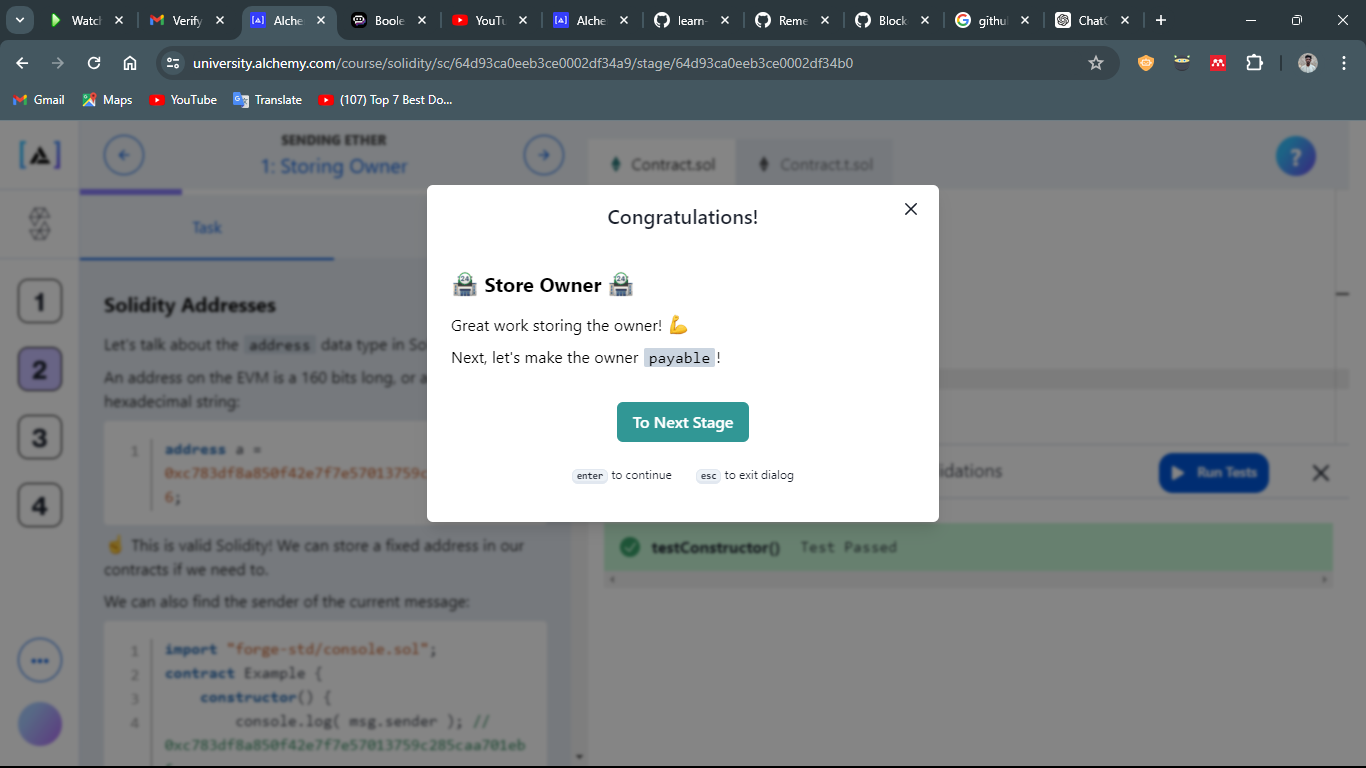 Watch
Verify
Alche
Boole
YouTu
Alche
learn-
Reme
Block
githu
ChatG
university.alchemy.com/course/solidity/sc/64d93ca0eeb3ce0002df34a9/stage/64d93ca0eeb3ce0002df34b0
Gmail
Maps
YouTube
Translate
(107) Top 7 Best Do...
SENDING ETHER
1: Storing Owner
Contract.sol
Contract.t.sol
?
Task
1
2
3
4
Solidity Addresses
Let's talk about the address data type in So
An address on the EVM is a 160 bits long, or a
hexadecimal string:
1 address a =
0xc783df8a850f42e7f7e57013759c
6;
☝ This is valid Solidity! We can store a fixed address in our
contracts if we need to.
We can also find the sender of the current message:
1 import "forge-std/console.sol";
2 contract Example {
3 constructor() {
4 console.log( msg.sender ); //
0xc783df8a850f42e7f7e57013759c285caa701eb
Congratulations!
Store Owner
24
24
Great work storing the owner! 💪
Next, let's make the owner payable!
To Next Stage
enter to continue esc to exit dialog
idations
Run Tests
testConstructor() Test Passed